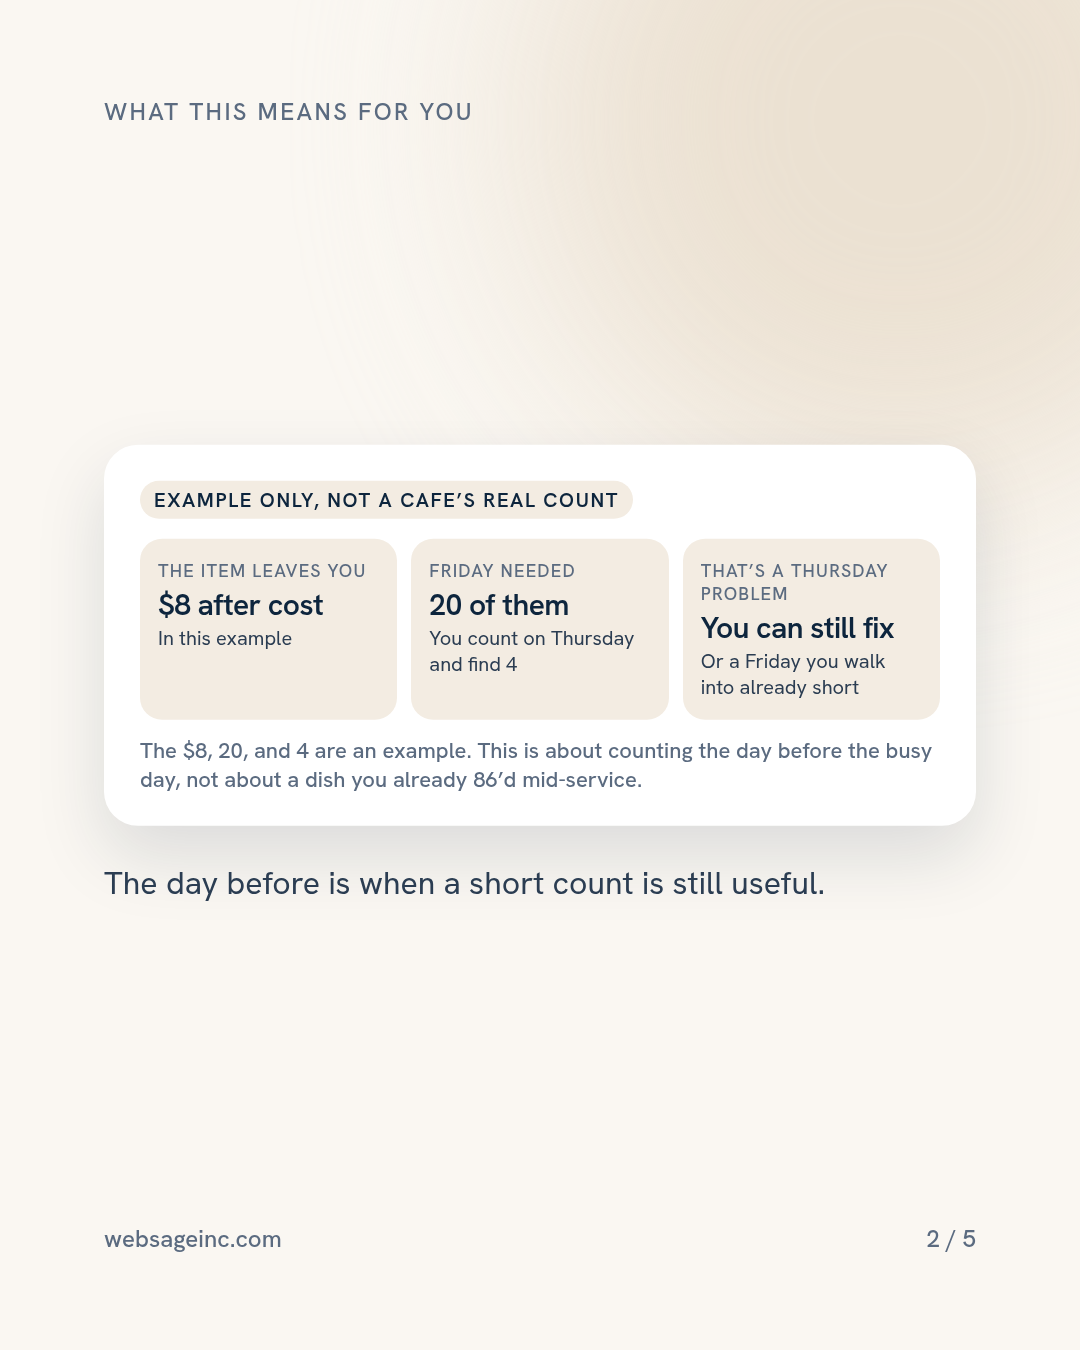 WHAT THIS MEANS FOR YOU
EXAMPLE ONLY, NOT A CAFE’S REAL COUNT
THE ITEM LEAVES YOU
$8 after cost
In this example
FRIDAY NEEDED
20 of them
You count on Thursday
and find 4
THAT’S A THURSDAY
PROBLEM
You can still fix
Or a Friday you walk
into already short
The $8, 20, and 4 are an example. This is about counting the day before the busy
day, not about a dish you already 86’d mid-service.
The day before is when a short count is still useful.
websageinc.com
2 / 5